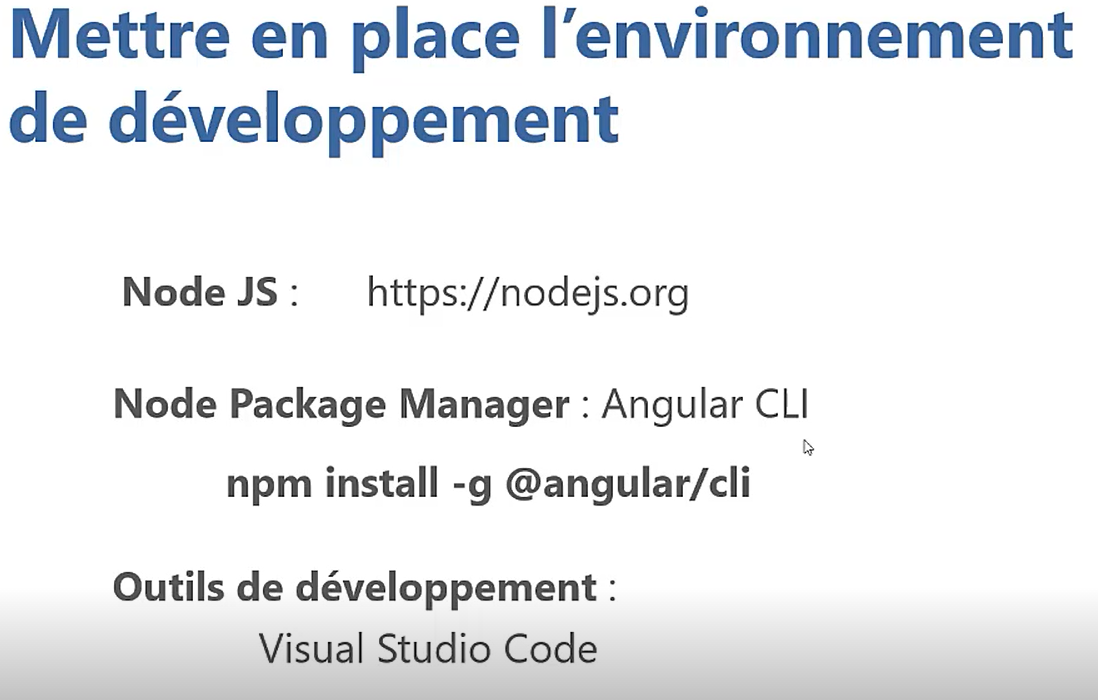 Mettre en place l’environnement
de développement
Node JS : https://nodejs.org
Node Package Manager : Angular CLI
npm install -g @angular/cli
Outils de développement :
Visual Studio Code